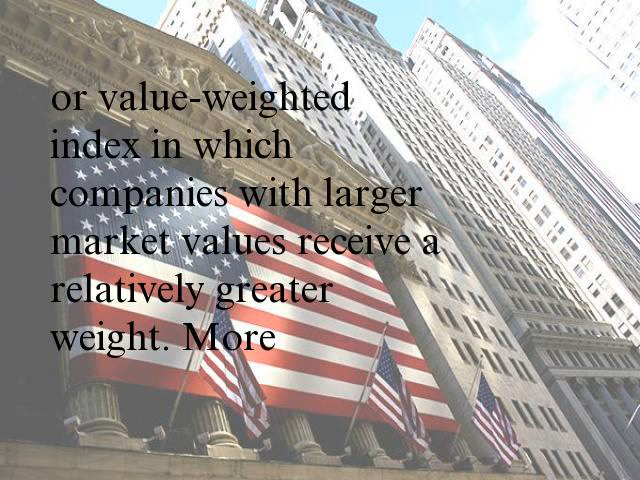 or value-weighted
index in which
companies with larger
market values receive a
relatively greater
weight. More